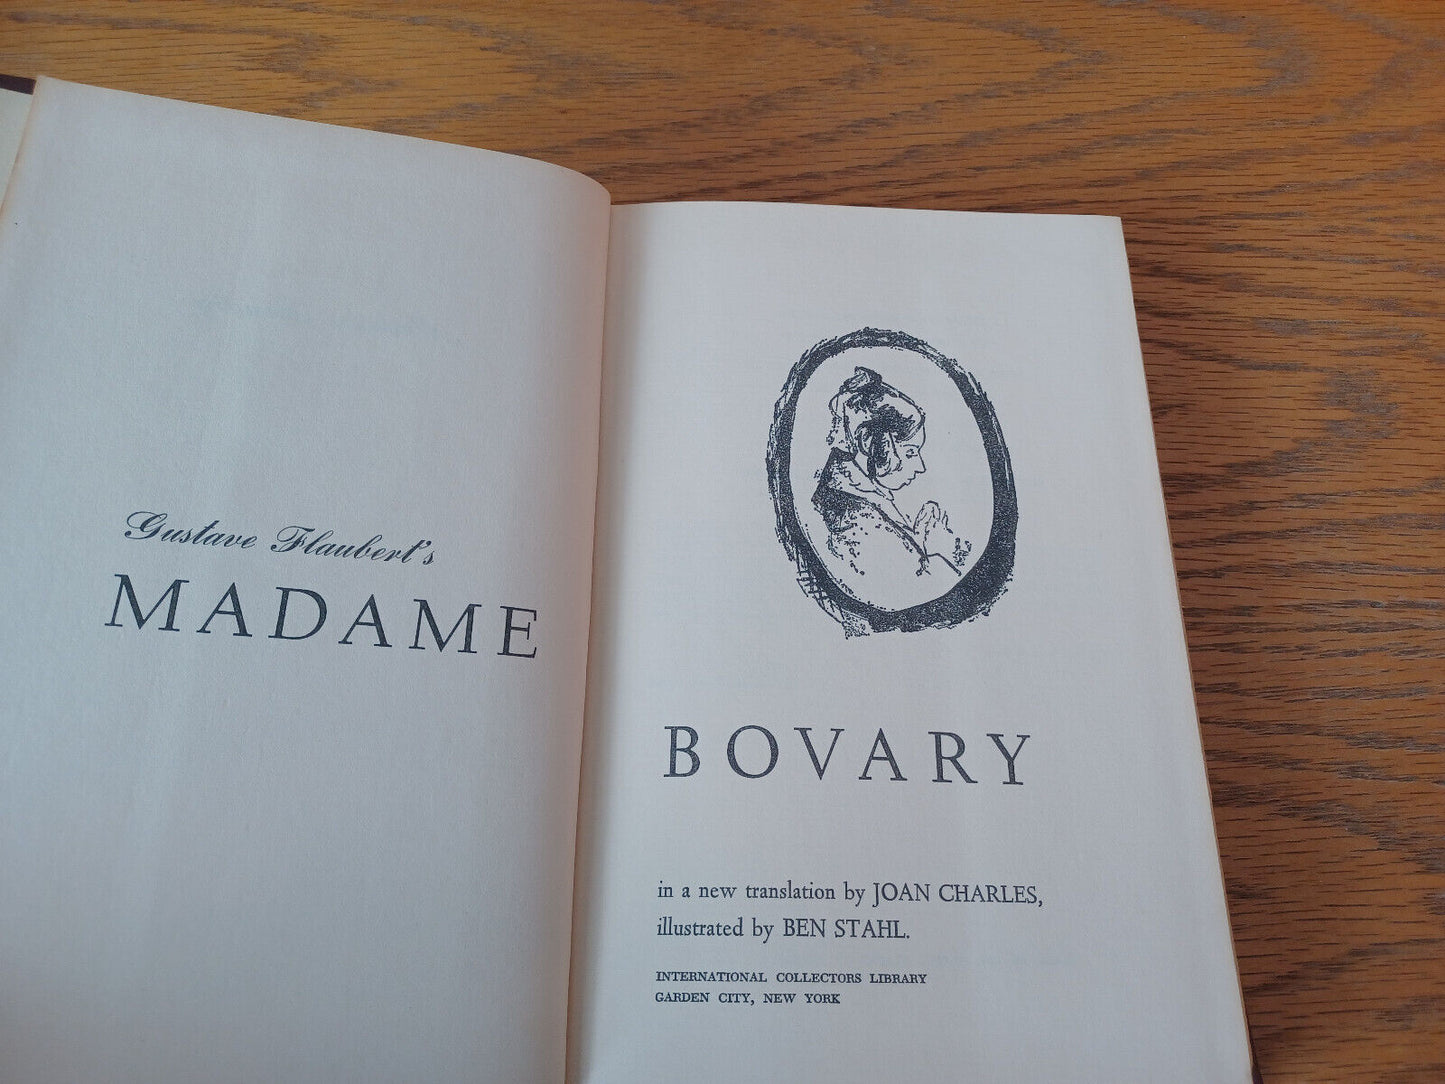 Gustave Flaubert's
MADAME
BOVARY
in a new translation by JOAN CHARLES,
illustrated by BEN STAHL.
INTERNATIONAL COLLECTORS LIBRARY
GARDEN CITY, NEW YORK